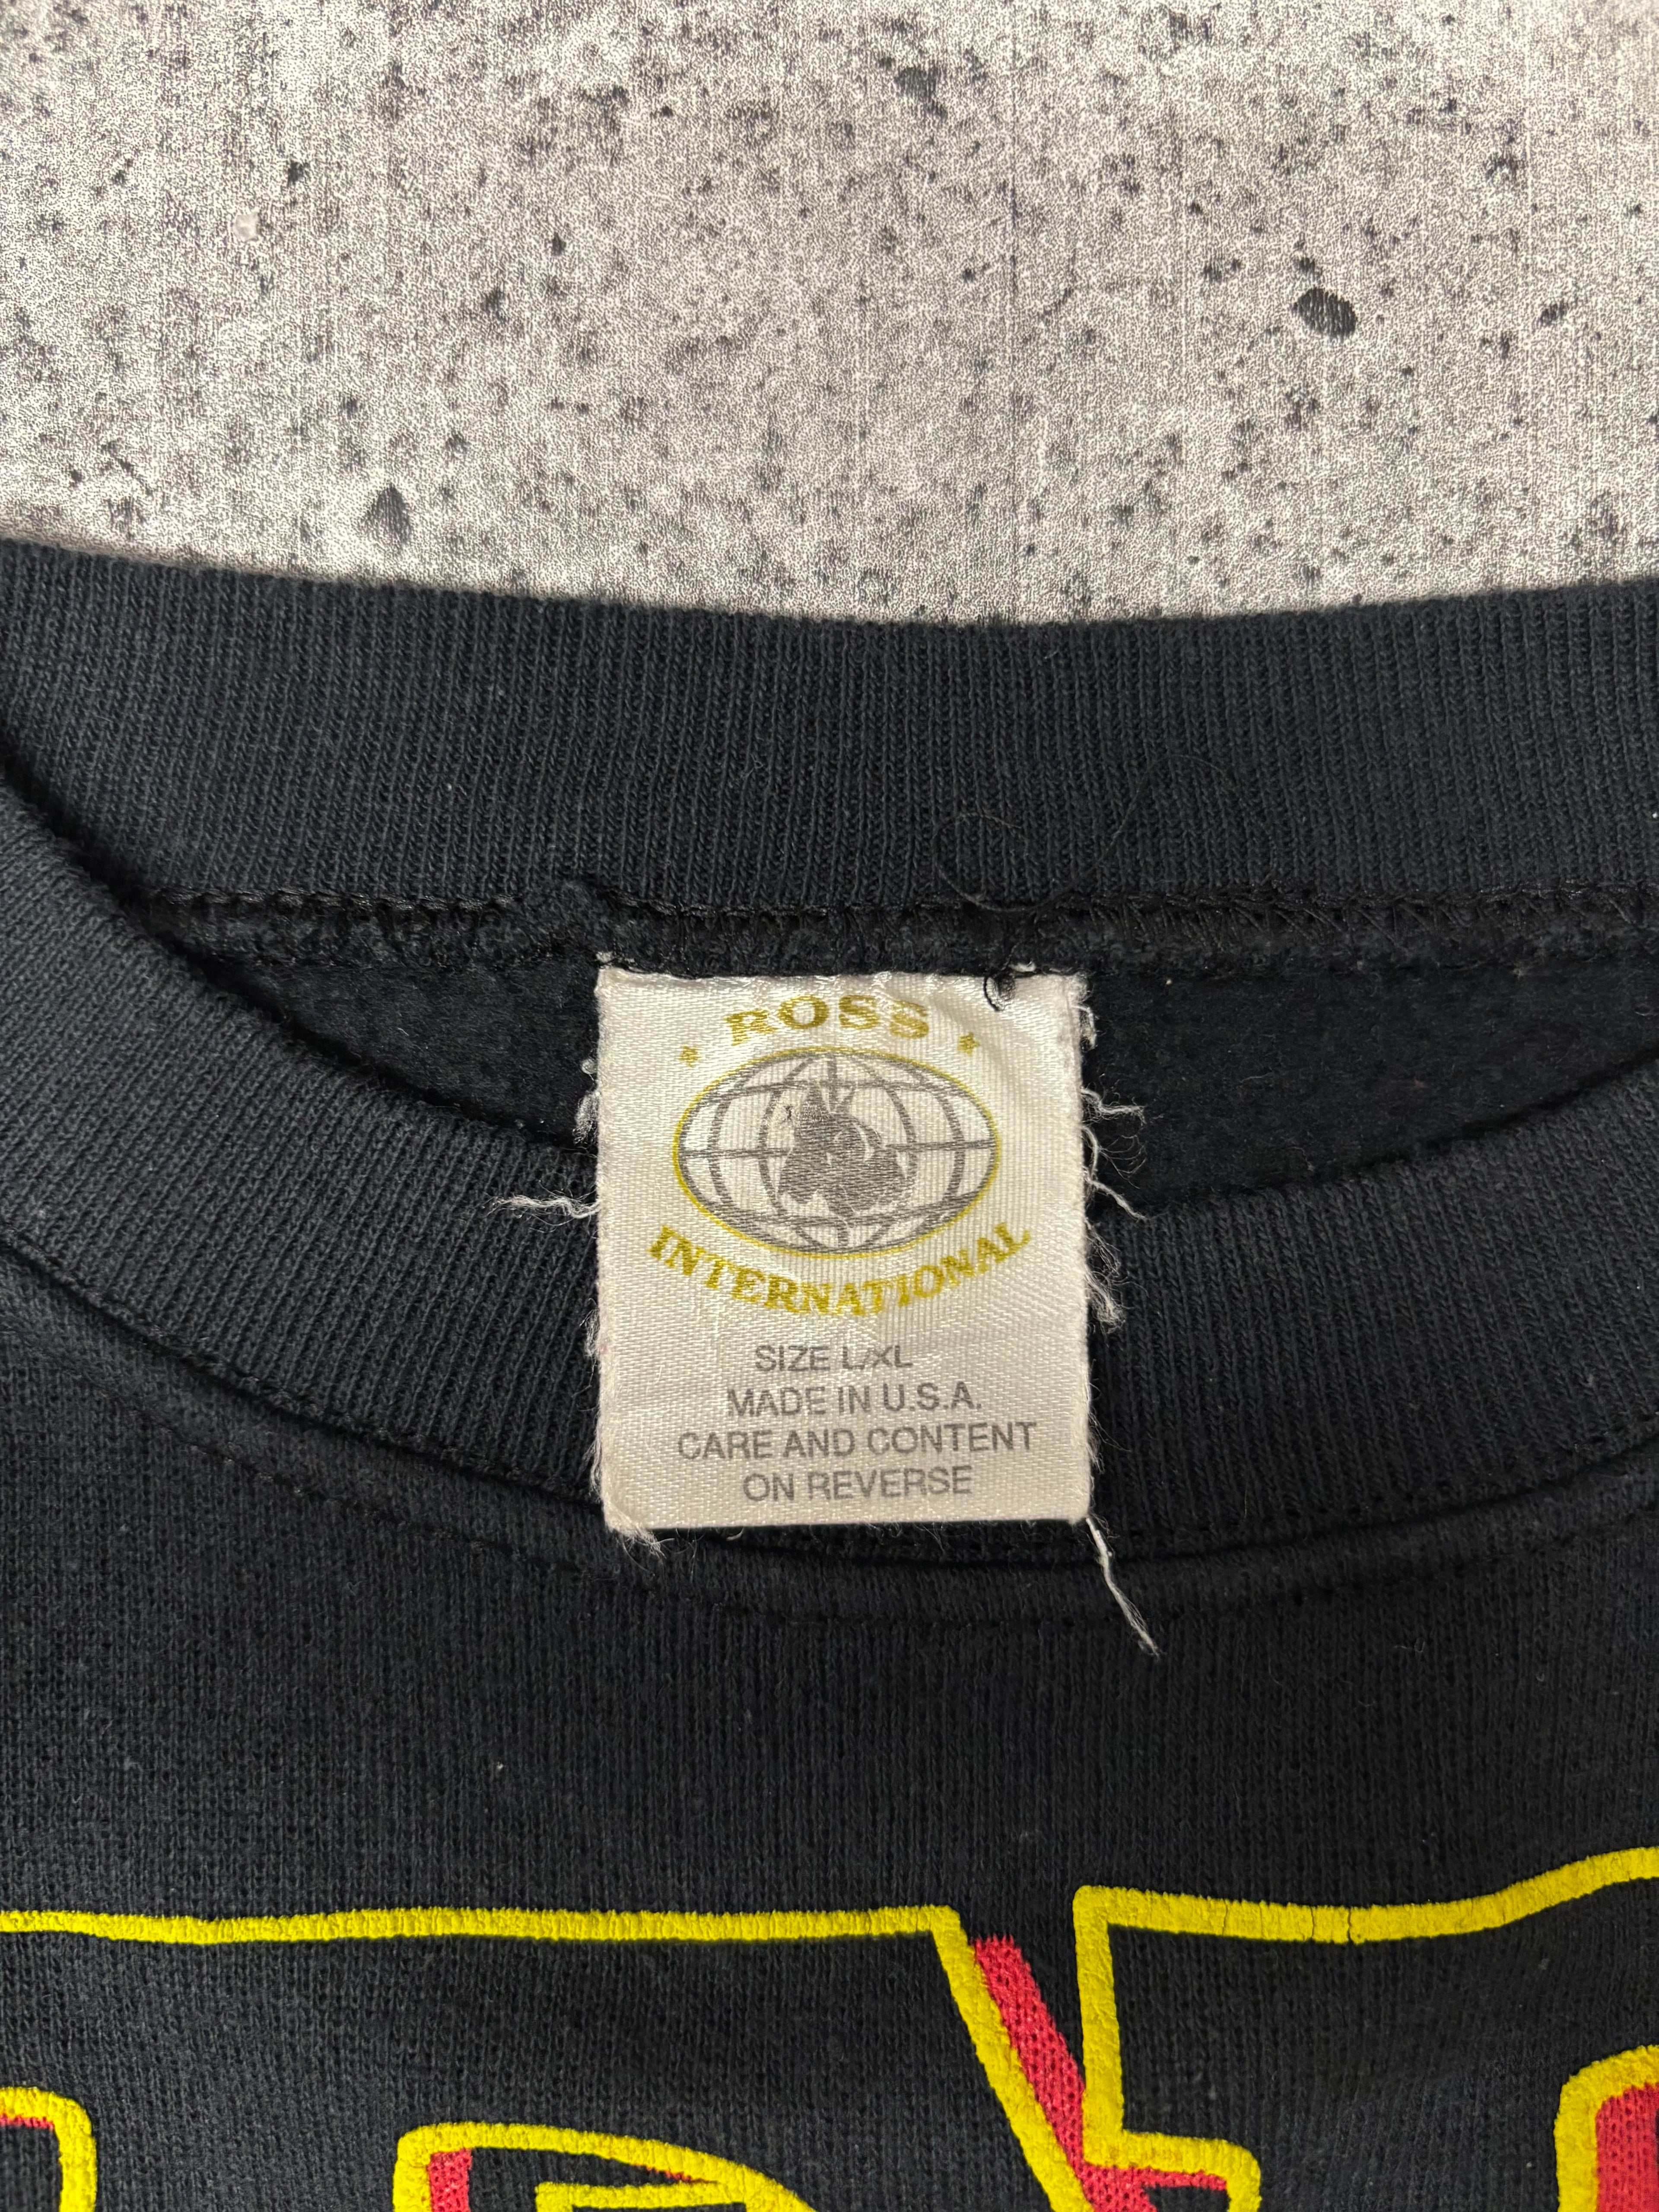 ROSS
INTERNATIONAL
SIZE L/XL
MADE IN U.S.A.
CARE AND CONTENT
ON REVERSE